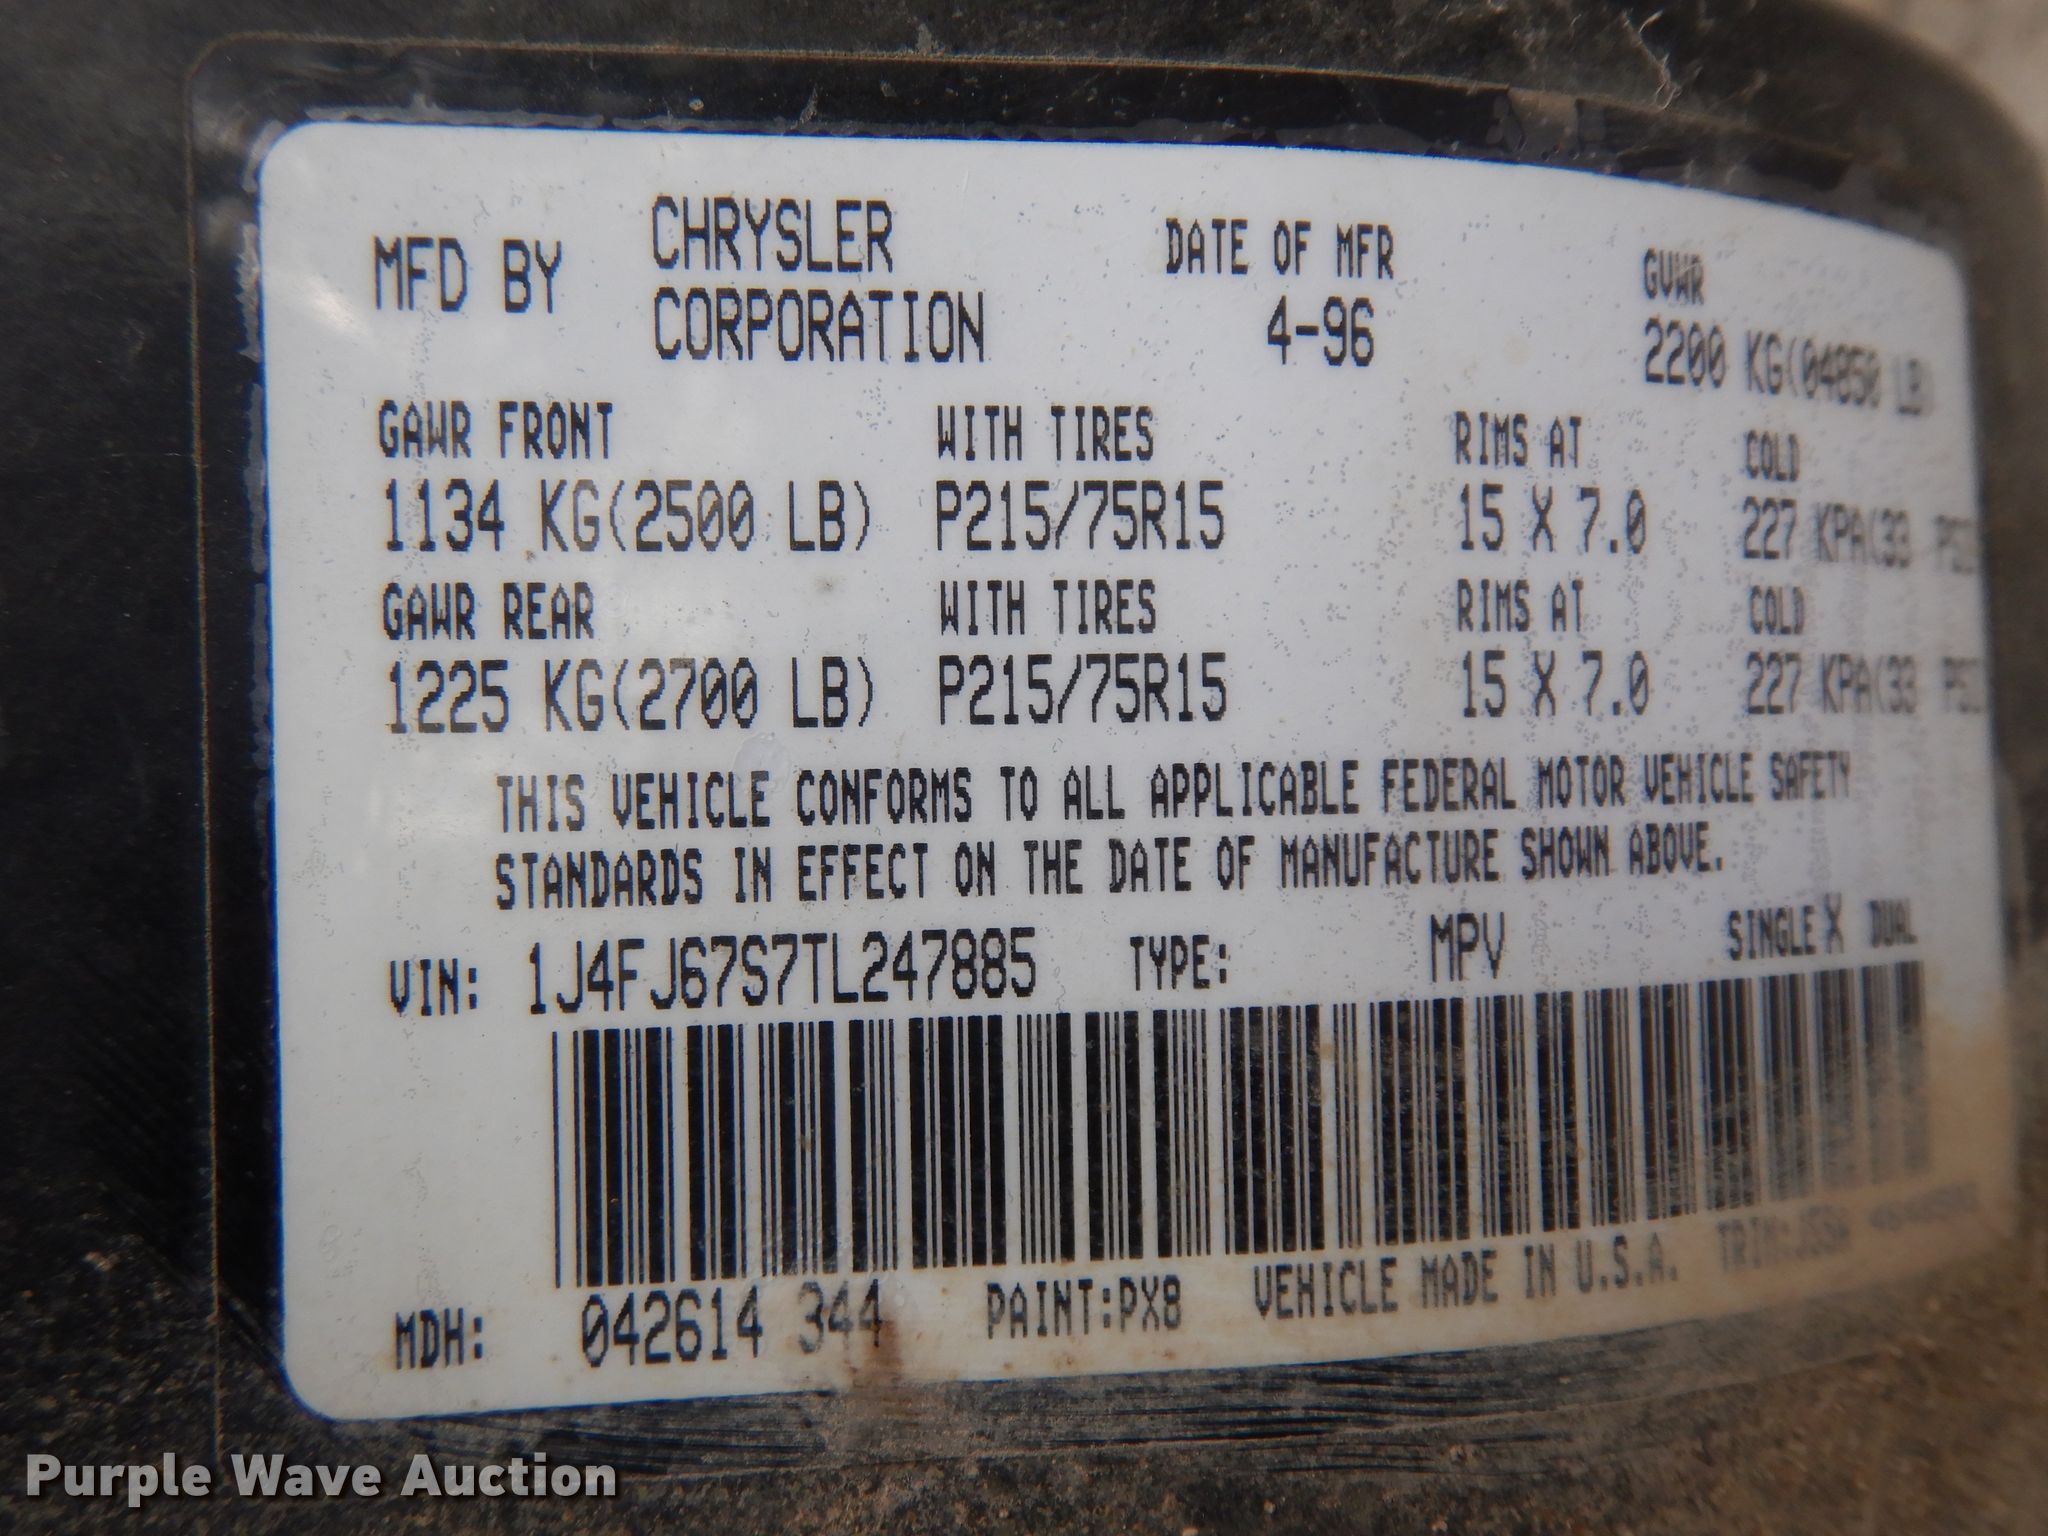 MFD BY CHRYSLER CORPORATION DATE OF MFR 4-96 GVWR
2200 KG(04850 LB)
GAWR FRONT WITH TIRES RIMS AT COLD
1134 KG(2500 LB) P215/75R15 15 X 7.0 227 KPA(33 PSI
GAWR REAR WITH TIRES RIMS AT COLD
1225 KG(2700 LB) P215/75R15 15 X 7.0 227 KPA(33 PSI
THIS VEHICLE CONFORMS TO ALL APPLICABLE FEDERAL MOTOR VEHICLE SAFETY
STANDARDS IN EFFECT ON THE DATE OF MANUFACTURE SHOWN ABOVE.
VIN: 1J4FJ67S7TL247885 TYPE: MPV SINGLE X DUAL
MDH: 042614 344 PAINT:PX8 VEHICLE MADE IN U.S.A.
Purple Wave Auction